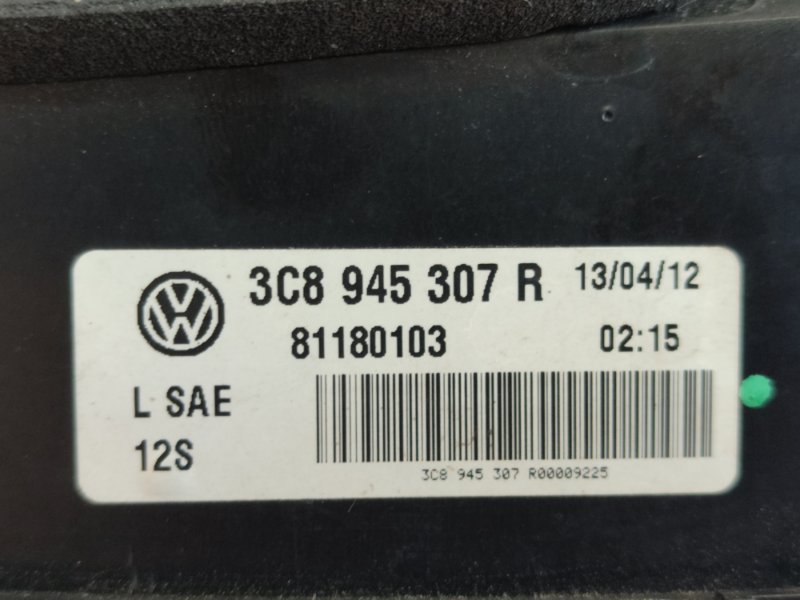 3C8 945 307 R 13/04/12
81180103 02:15
L SAE
12S
3C8 945 307 R00009225